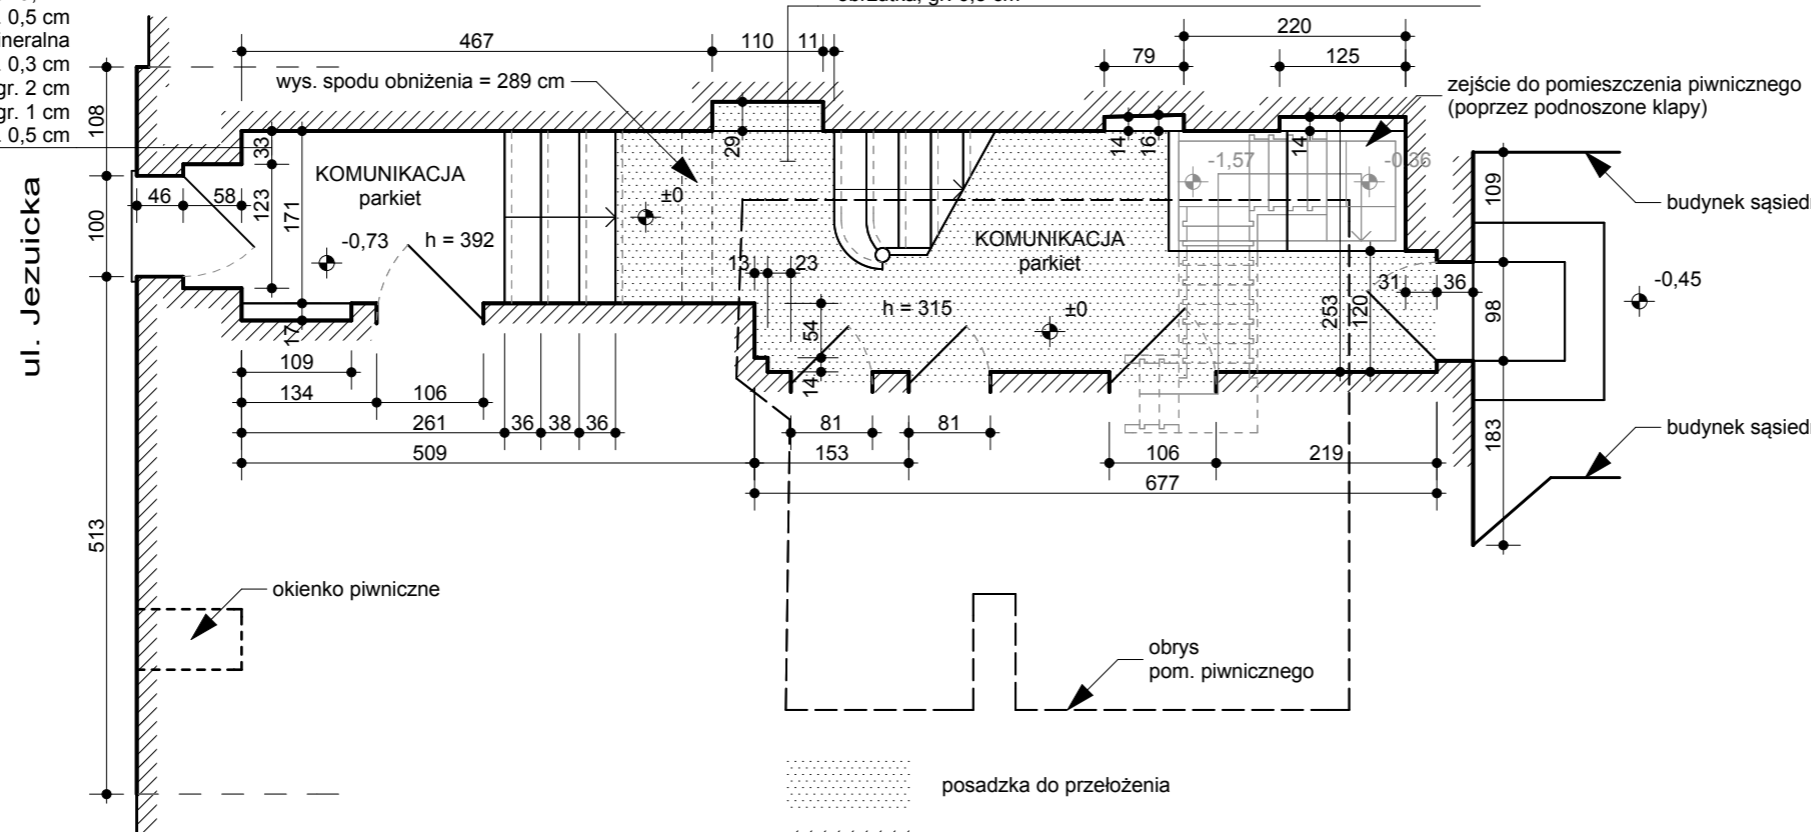 0,5 cm
ineralna
0,3 cm
gr. 2 cm
gr. 1 cm
0,5 cm
467
110
11
220
79
125
wys. spodu obniżenia = 289 cm
zejście do pomieszczenia piwnicznego
(poprzez podnoszone klapy)
108
33
29
14
16
14
KOMUNIKACJA
parkiet
-1,57
-0,36
109
ul. Jezuicka
100
46
58
123
171
±0
budynek sąsiedn
-0,73
h = 392
KOMUNIKACJA
parkiet
13
23
31
36
-0,45
h = 315
±0
54
253
120
98
17
14
109
134
106
261
36
38
36
81
81
budynek sąsiedn
183
509
153
106
219
677
513
okienko piwniczne
obrys
pom. piwnicznego
posadzka do przełożenia